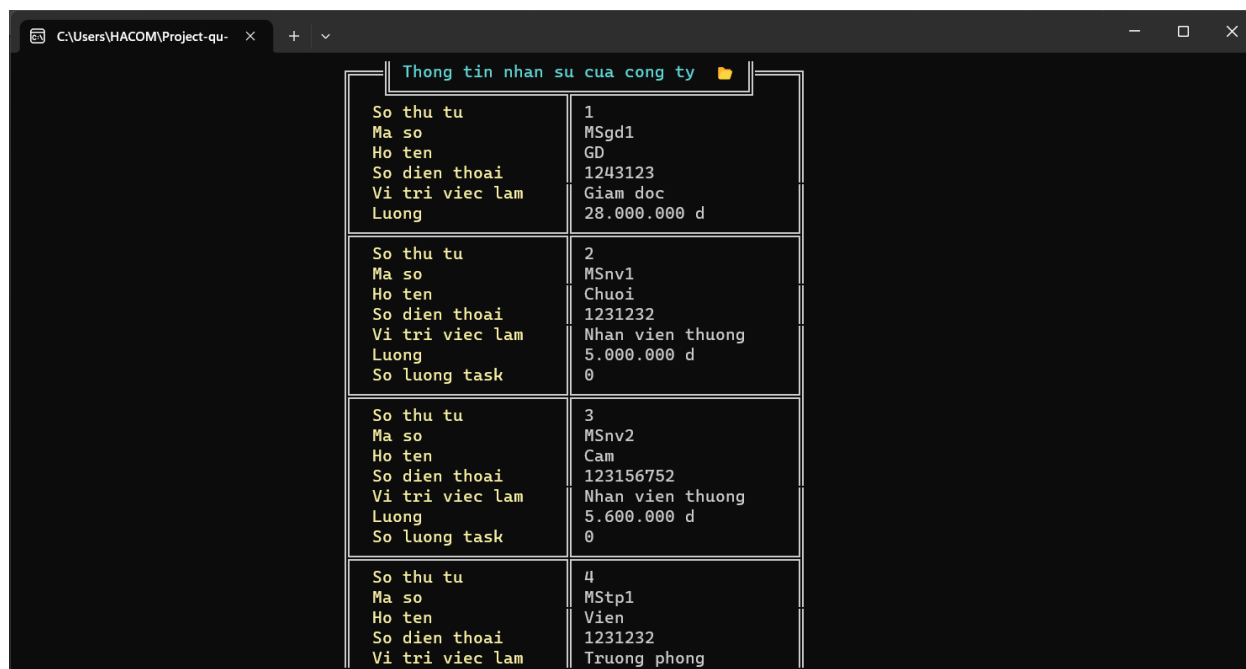 C:\Users\HACOM\Project-qu-
Thong tin nhan su cua cong ty
So thu tu 1
Ma so MSgd1
Ho ten GD
So dien thoai 1243123
Vi tri viec lam Giam doc
Luong 28.000.000 d
So thu tu 2
Ma so MSnv1
Ho ten Chuoi
So dien thoai 1231232
Vi tri viec lam Nhan vien thuong
Luong 5.000.000 d
So luong task 0
So thu tu 3
Ma so MSnv2
Ho ten Cam
So dien thoai 123156752
Vi tri viec lam Nhan vien thuong
Luong 5.600.000 d
So luong task 0
So thu tu 4
Ma so MStp1
Ho ten Vien
So dien thoai 1231232
Vi tri viec lam Truong phong